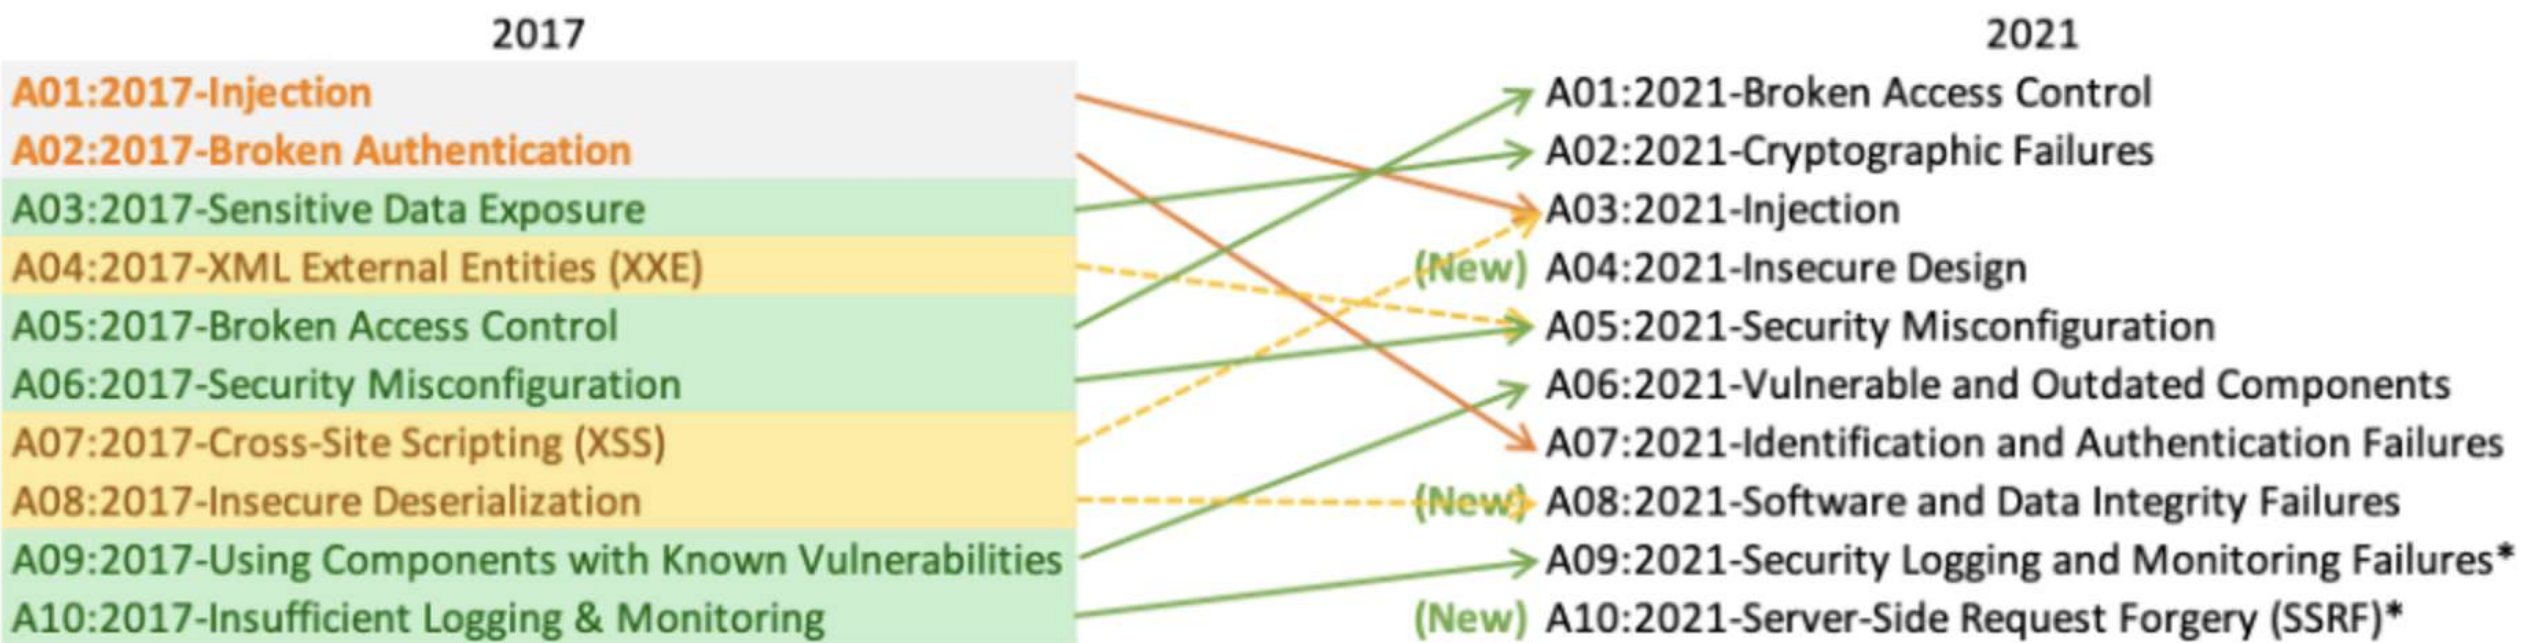 2017
A01:2017-Injection
A02:2017-Broken Authentication
A03:2017-Sensitive Data Exposure
A04:2017-XML External Entities (XXE)
A05:2017-Broken Access Control
A06:2017-Security Misconfiguration
A07:2017-Cross-Site Scripting (XSS)
A08:2017-Insecure Deserialization
A09:2017-Using Components with Known Vulnerabilities
A10:2017-Insufficient Logging & Monitoring
2021
A01:2021-Broken Access Control
A02:2021-Cryptographic Failures
A03:2021-Injection
(New) A04:2021-Insecure Design
A05:2021-Security Misconfiguration
A06:2021-Vulnerable and Outdated Components
A07:2021-Identification and Authentication Failures
(New) A08:2021-Software and Data Integrity Failures
A09:2021-Security Logging and Monitoring Failures*
(New) A10:2021-Server-Side Request Forgery (SSRF)*